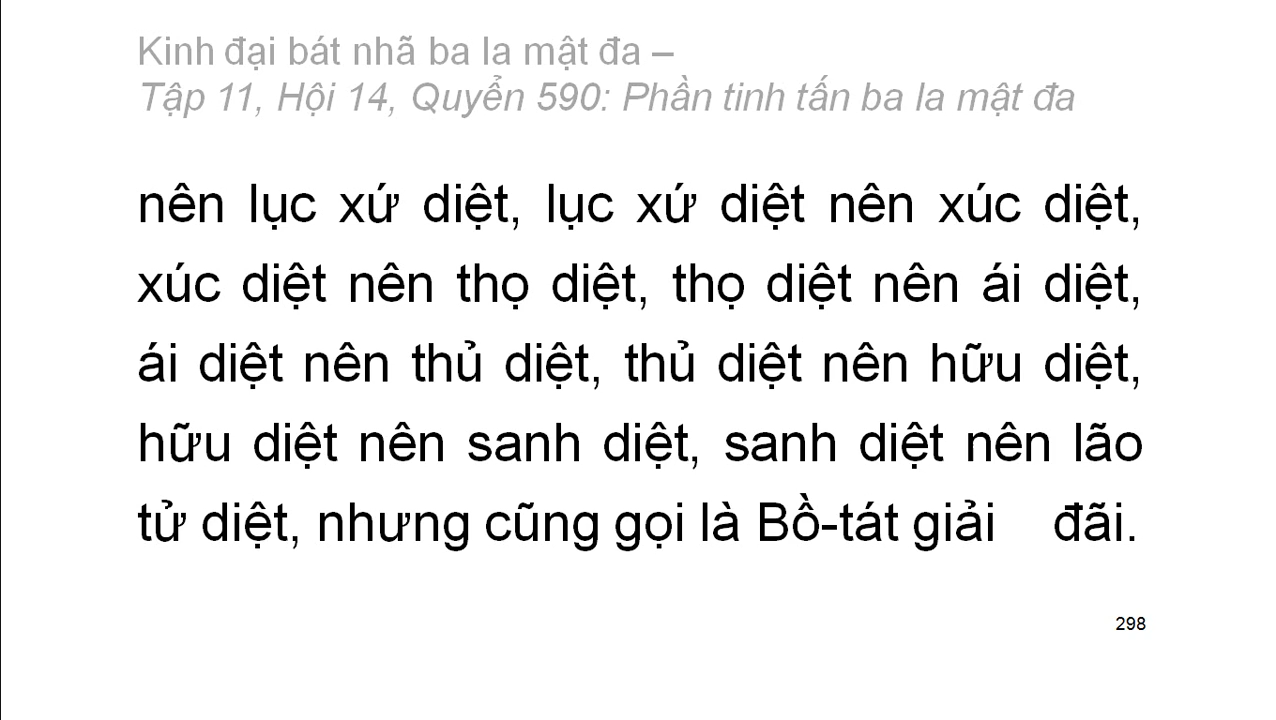 Kinh đại bát nhã ba la mật đa –
Tập 11, Hội 14, Quyển 590: Phần tinh tấn ba la mật đa
nên lục xứ diệt, lục xứ diệt nên xúc diệt,
xúc diệt nên thọ diệt, thọ diệt nên ái diệt,
ái diệt nên thủ diệt, thủ diệt nên hữu diệt,
hữu diệt nên sanh diệt, sanh diệt nên lão
tử diệt, nhưng cũng gọi là Bồ-tát giải đãi.
298